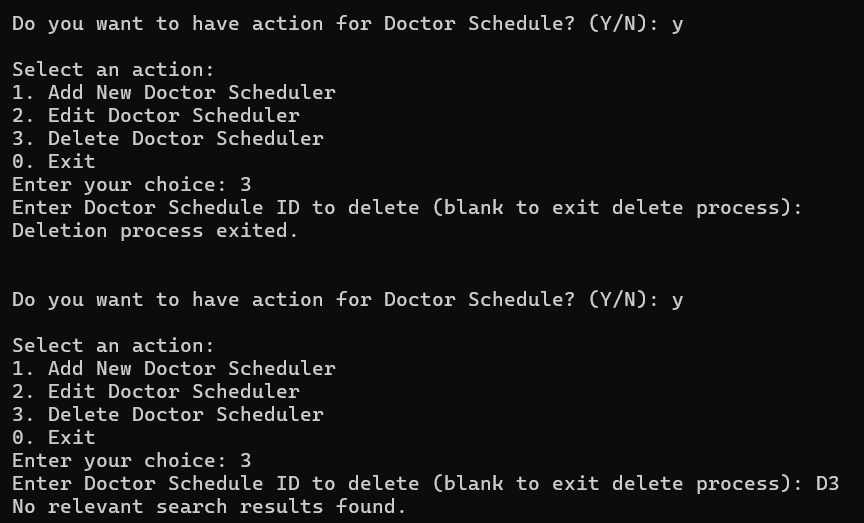 Do you want to have action for Doctor Schedule? (Y/N): y
Select an action:
1. Add New Doctor Scheduler
2. Edit Doctor Scheduler
3. Delete Doctor Scheduler
0. Exit
Enter your choice: 3
Enter Doctor Schedule ID to delete (blank to exit delete process):
Deletion process exited.
Do you want to have action for Doctor Schedule? (Y/N): y
Select an action:
1. Add New Doctor Scheduler
2. Edit Doctor Scheduler
3. Delete Doctor Scheduler
0. Exit
Enter your choice: 3
Enter Doctor Schedule ID to delete (blank to exit delete process): D3
No relevant search results found.